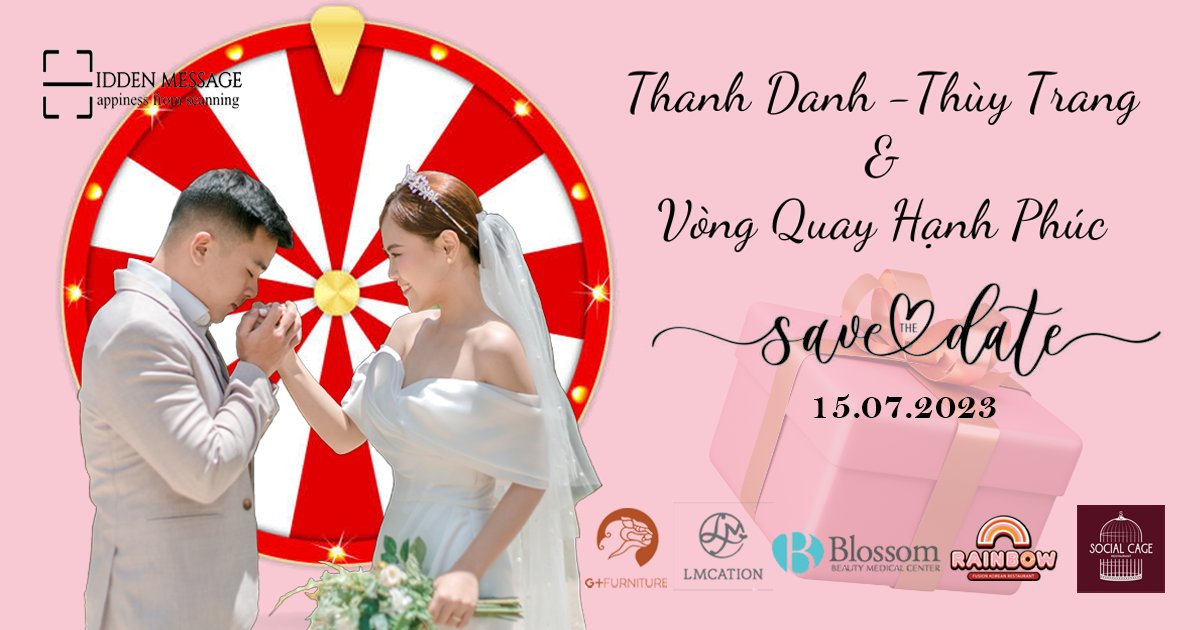 IDDEN MESSAGE
appiness from scanning
Thanh Danh - Thùy Trang
&
Vòng Quay Hạnh Phúc
save THE date
15.07.2023
G+FURNITURE
LMCATION
Blossom
BEAUTY MEDICAL CENTER
RAINBOW
FUSION KOREAN RESTAURANT
SOCIAL CAGE
RESTAURANT